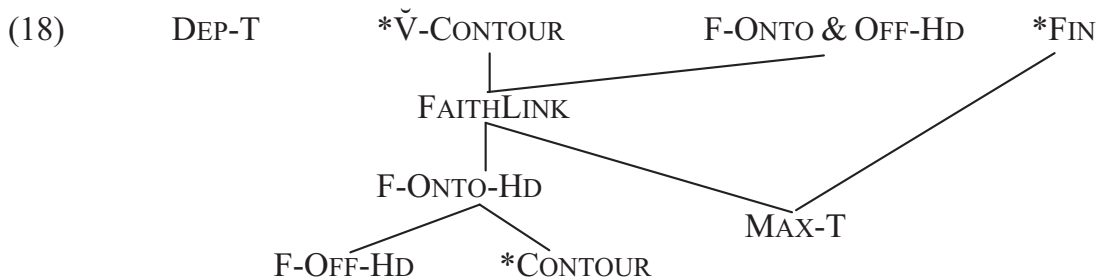 (18) DEP-T *V̆-CONTOUR F-ONTO & OFF-HD *FIN
FAITHLINK
F-ONTO-HD
MAX-T
F-OFF-HD *CONTOUR